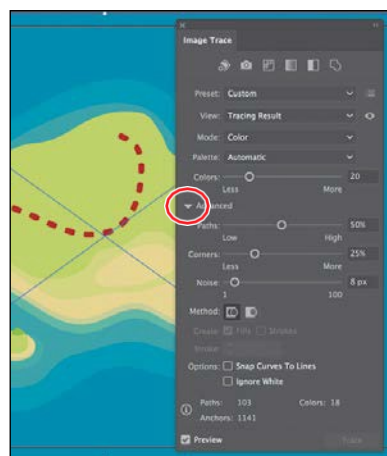 Image Trace
Preset: Custom
View: Tracing Result
Mode: Color
Palette: Automatic
Colors: 20
Less More
Advanced
Paths: 50%
Low High
Corners: 25%
Less More
Noise: 8 px
1 100
Method:
Create: Fills Strokes
Options: Snap Curves To Lines
Ignore White
Paths: 103 Colors: 18
Anchors: 1141
Preview Trace